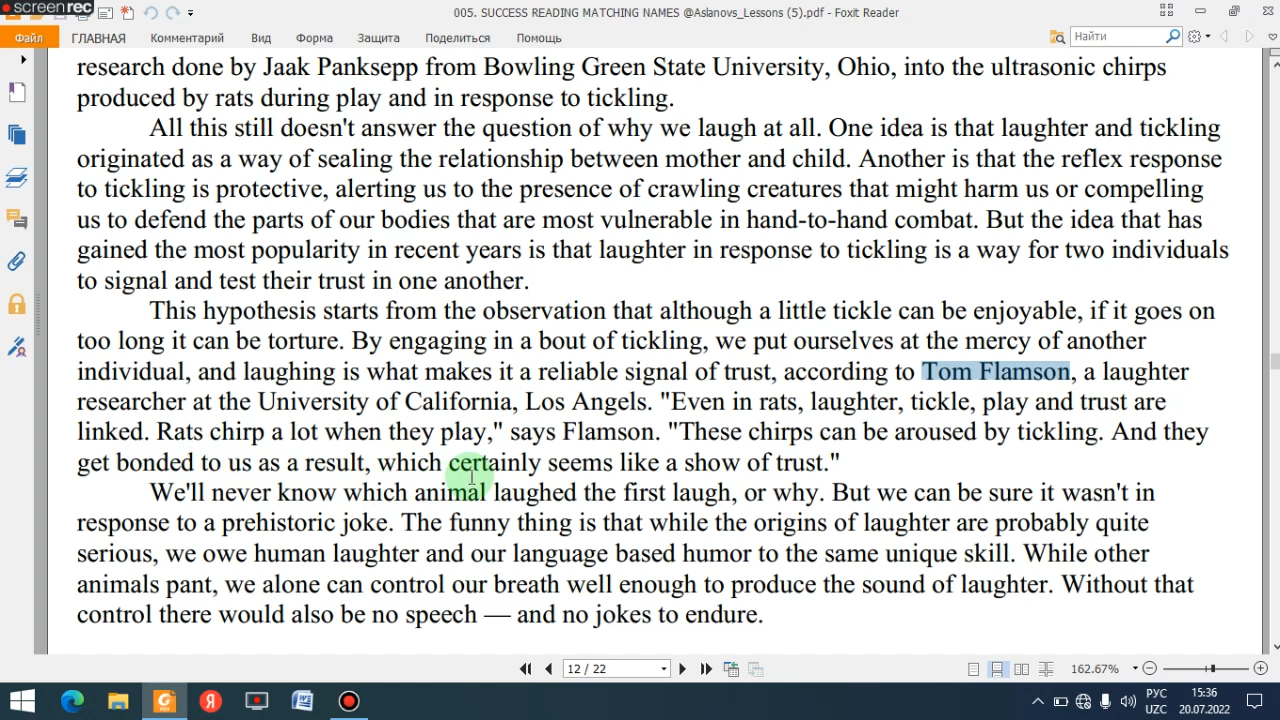 screenrec
005. SUCCESS READING MATCHING NAMES @Aslanovs_Lessons (5).pdf - Foxit Reader
Файл ГЛАВНАЯ Комментарий Вид Форма Защита Поделиться Помощь Найти
research done by Jaak Panksepp from Bowling Green State University, Ohio, into the ultrasonic chirps
produced by rats during play and in response to tickling.
All this still doesn't answer the question of why we laugh at all. One idea is that laughter and tickling
originated as a way of sealing the relationship between mother and child. Another is that the reflex response
to tickling is protective, alerting us to the presence of crawling creatures that might harm us or compelling
us to defend the parts of our bodies that are most vulnerable in hand-to-hand combat. But the idea that has
gained the most popularity in recent years is that laughter in response to tickling is a way for two individuals
to signal and test their trust in one another.
This hypothesis starts from the observation that although a little tickle can be enjoyable, if it goes on
too long it can be torture. By engaging in a bout of tickling, we put ourselves at the mercy of another
individual, and laughing is what makes it a reliable signal of trust, according to Tom Flamson, a laughter
researcher at the University of California, Los Angels. "Even in rats, laughter, tickle, play and trust are
linked. Rats chirp a lot when they play," says Flamson. "These chirps can be aroused by tickling. And they
get bonded to us as a result, which certainly seems like a show of trust."
We'll never know which animal laughed the first laugh, or why. But we can be sure it wasn't in
response to a prehistoric joke. The funny thing is that while the origins of laughter are probably quite
serious, we owe human laughter and our language based humor to the same unique skill. While other
animals pant, we alone can control our breath well enough to produce the sound of laughter. Without that
control there would also be no speech — and no jokes to endure.
12 / 22 162.67%
РУС 15:36
UZC 20.07.2022